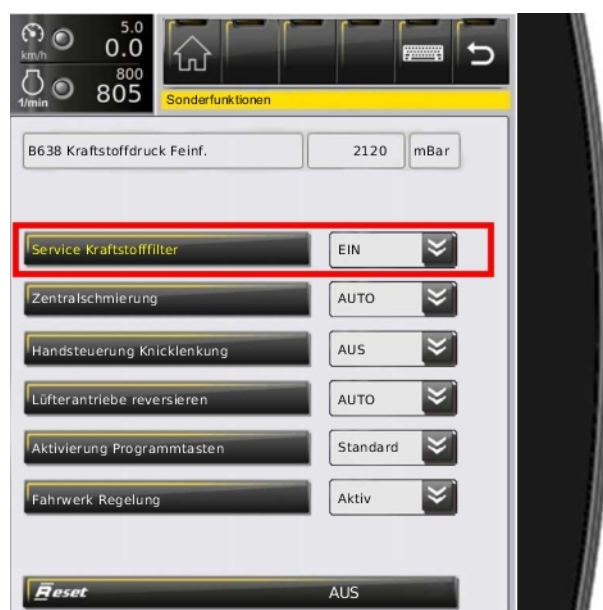 5.0
km/h 0.0
800
1/min 805
Sonderfunktionen
B638 Kraftstoffdruck Feinf. 2120 mBar
Service Kraftstofffilter EIN
Zentralschmierung AUTO
Handsteuerung Knicklenkung AUS
Lüfterantriebe reversieren AUTO
Aktivierung Programmtasten Standard
Fahrwerk Regelung Aktiv
Reset AUS